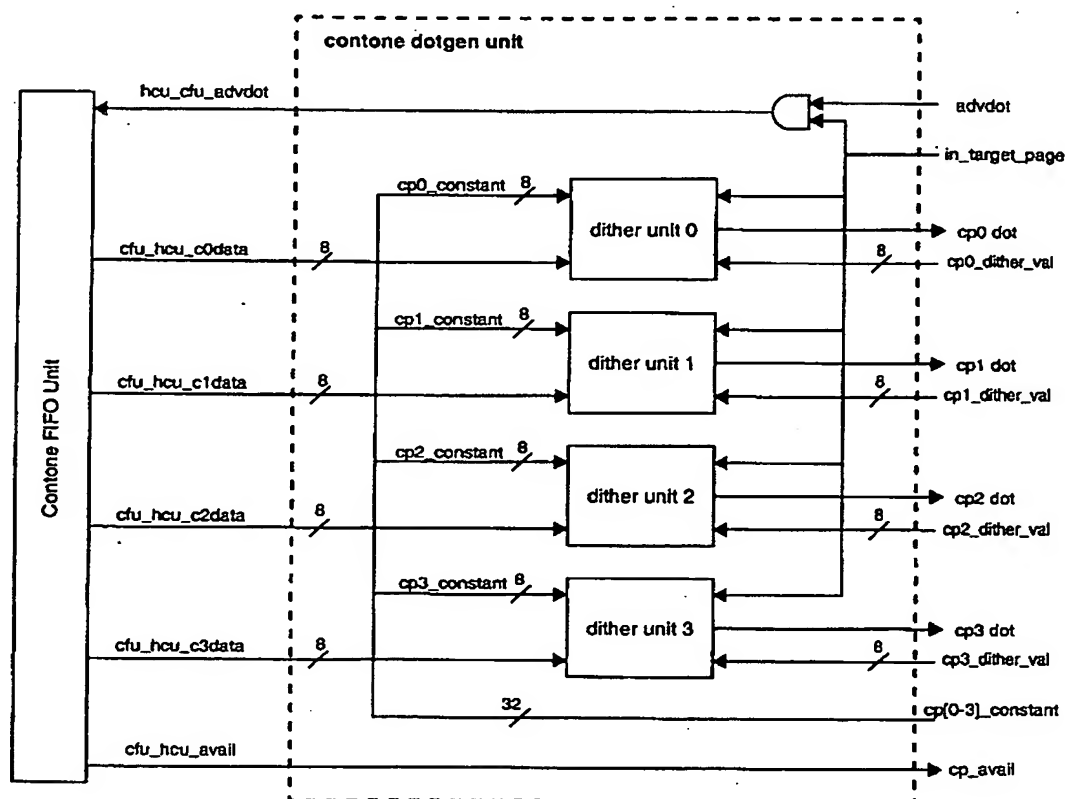 contone dotgen unit
hcu_cfu_advdot
advdot
in_target_page
cp0_constant 8
dither unit 0
cp0 dot
cfu_hcu_c0data 8
8 cp0_dither_val
cp1_constant 8
dither unit 1
cp1 dot
cfu_hcu_c1data 8
8 cp1_dither_val
Contone FIFO Unit
cp2_constant 8
dither unit 2
cp2 dot
cfu_hcu_c2data 8
8 cp2_dither_val
cp3_constant 8
dither unit 3
cp3 dot
cfu_hcu_c3data 8
8 cp3_dither_val
32 cp[0-3]_constant
cfu_hcu_avail
cp_avail